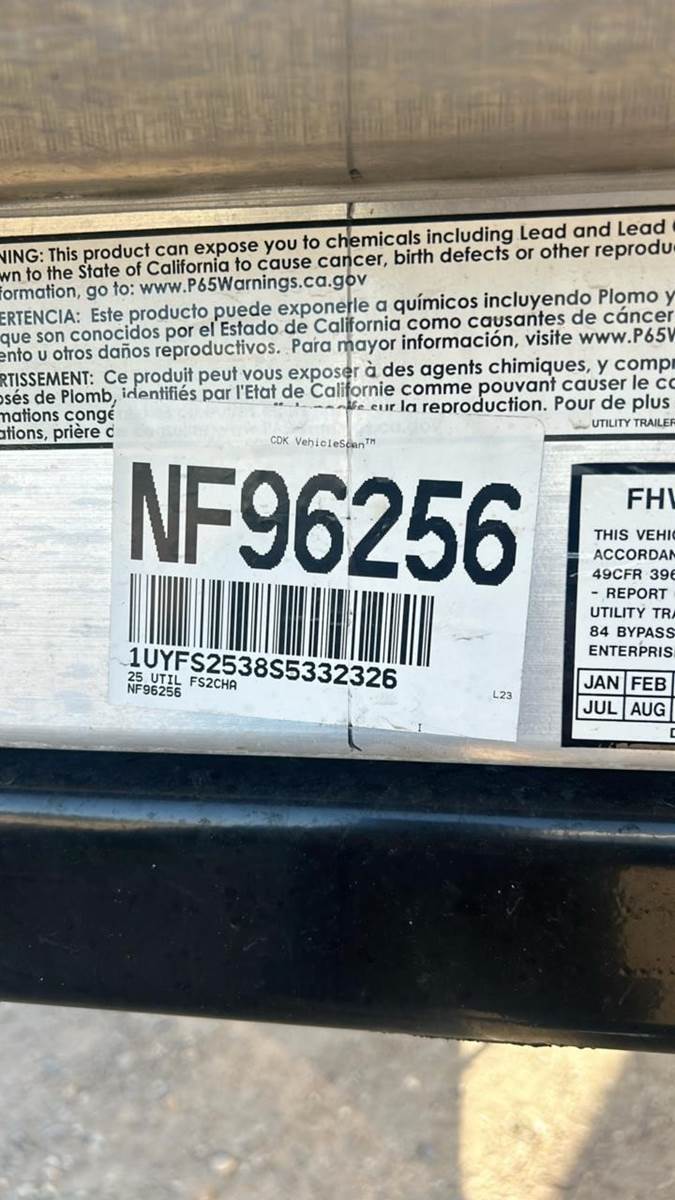 NING: This product can expose you to chemicals including Lead and Lead
wn to the State of California to cause cancer, birth defects or other reprodu
formation, go to: www.P65Warnings.ca.gov
ERTENCIA: Este producto puede exponerle a químicos incluyendo Plomo y
que son conocidos por el Estado de California como causantes de cáncer
ento u otros daños reproductivos. Para mayor información, visite www.P65W
RTISSEMENT: Ce produit peut vous exposer à des agents chimiques, y compr
osés de Plomb, identifiés par l'Etat de Californie comme pouvant causer le ca
mations congé sur la reproduction. Pour de plus
ations, prière d
UTILITY TRAILER
CDK VehicleScan™
NF96256
1UYFS2538S5332326
25 UTIL FS2CHA
NF96256
L23
FHW
THIS VEHIC
ACCORDAN
49CFR 396
- REPORT
UTILITY TRA
84 BYPASS
ENTERPRIS
JAN FEB
JUL AUG